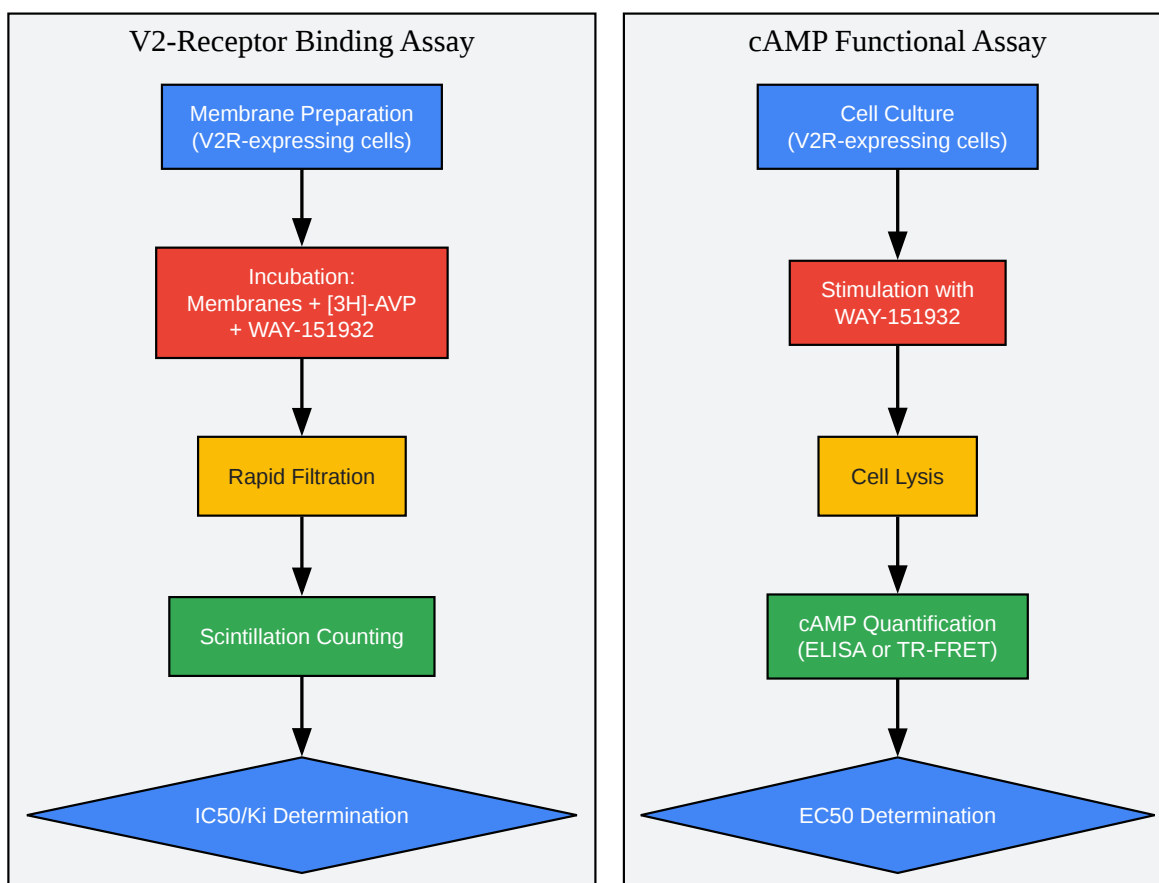 V2-Receptor Binding Assay
Membrane Preparation
(V2R-expressing cells)
Incubation:
Membranes + [3H]-AVP
+ WAY-151932
Rapid Filtration
Scintillation Counting
IC50/Ki Determination
cAMP Functional Assay
Cell Culture
(V2R-expressing cells)
Stimulation with
WAY-151932
Cell Lysis
cAMP Quantification
(ELISA or TR-FRET)
EC50 Determination